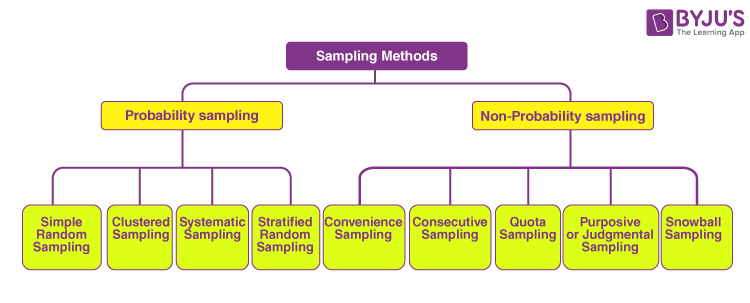 BYJU'S
The Learning App
Sampling Methods
Probability sampling
Non-Probability sampling
Simple
Random
Sampling
Clustered
Sampling
Systematic
Sampling
Stratified
Random
Sampling
Convenience
Sampling
Consecutive
Sampling
Quota
Sampling
Purposive
or Judgmental
Sampling
Snowball
Sampling